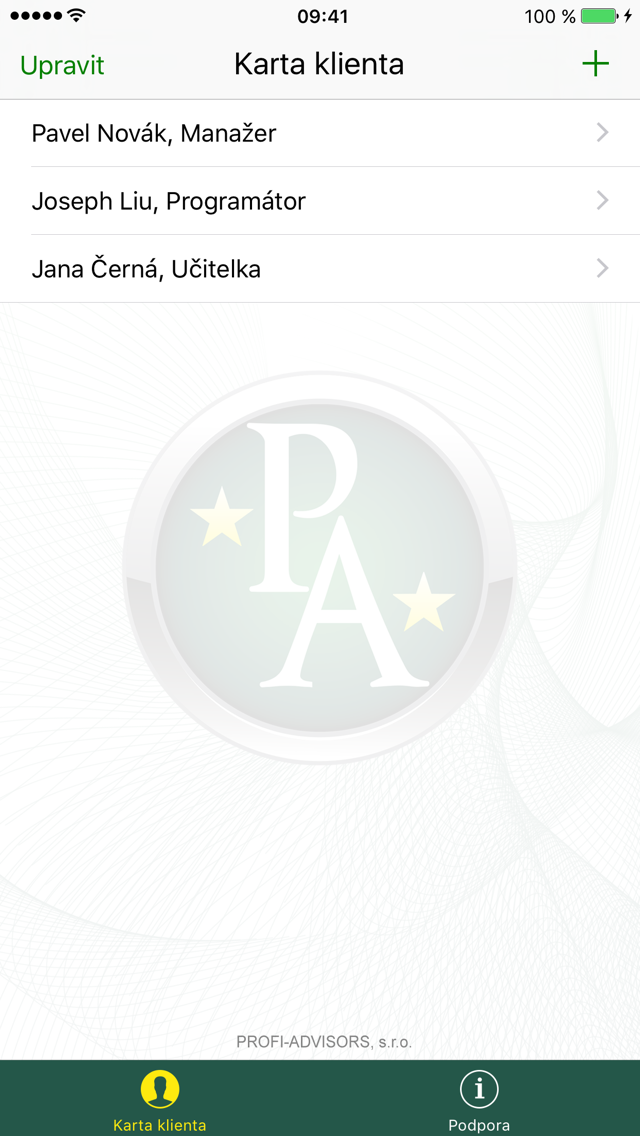 09:41
100 %
Upravit
Karta klienta
Pavel Novák, Manažer
Joseph Liu, Programátor
Jana Černá, Učitelka
P
A
PROFI-ADVISORS, s.r.o.
Karta klienta
Podpora